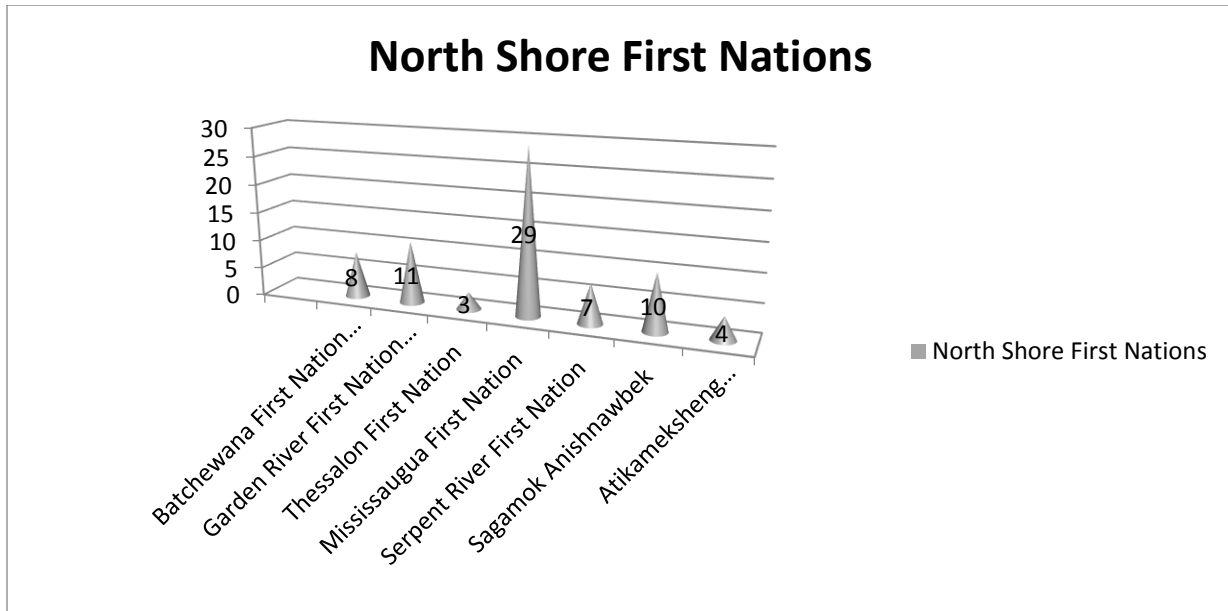 North Shore First Nations
30
25
20
15
10
5
0
8
11
3
29
7
10
4
Batchewana First Nation...
Garden River First Nation...
Thessalon First Nation
Mississaugua First Nation
Serpent River First Nation
Sagamok Anishnawbek
Atikameksheng...
North Shore First Nations